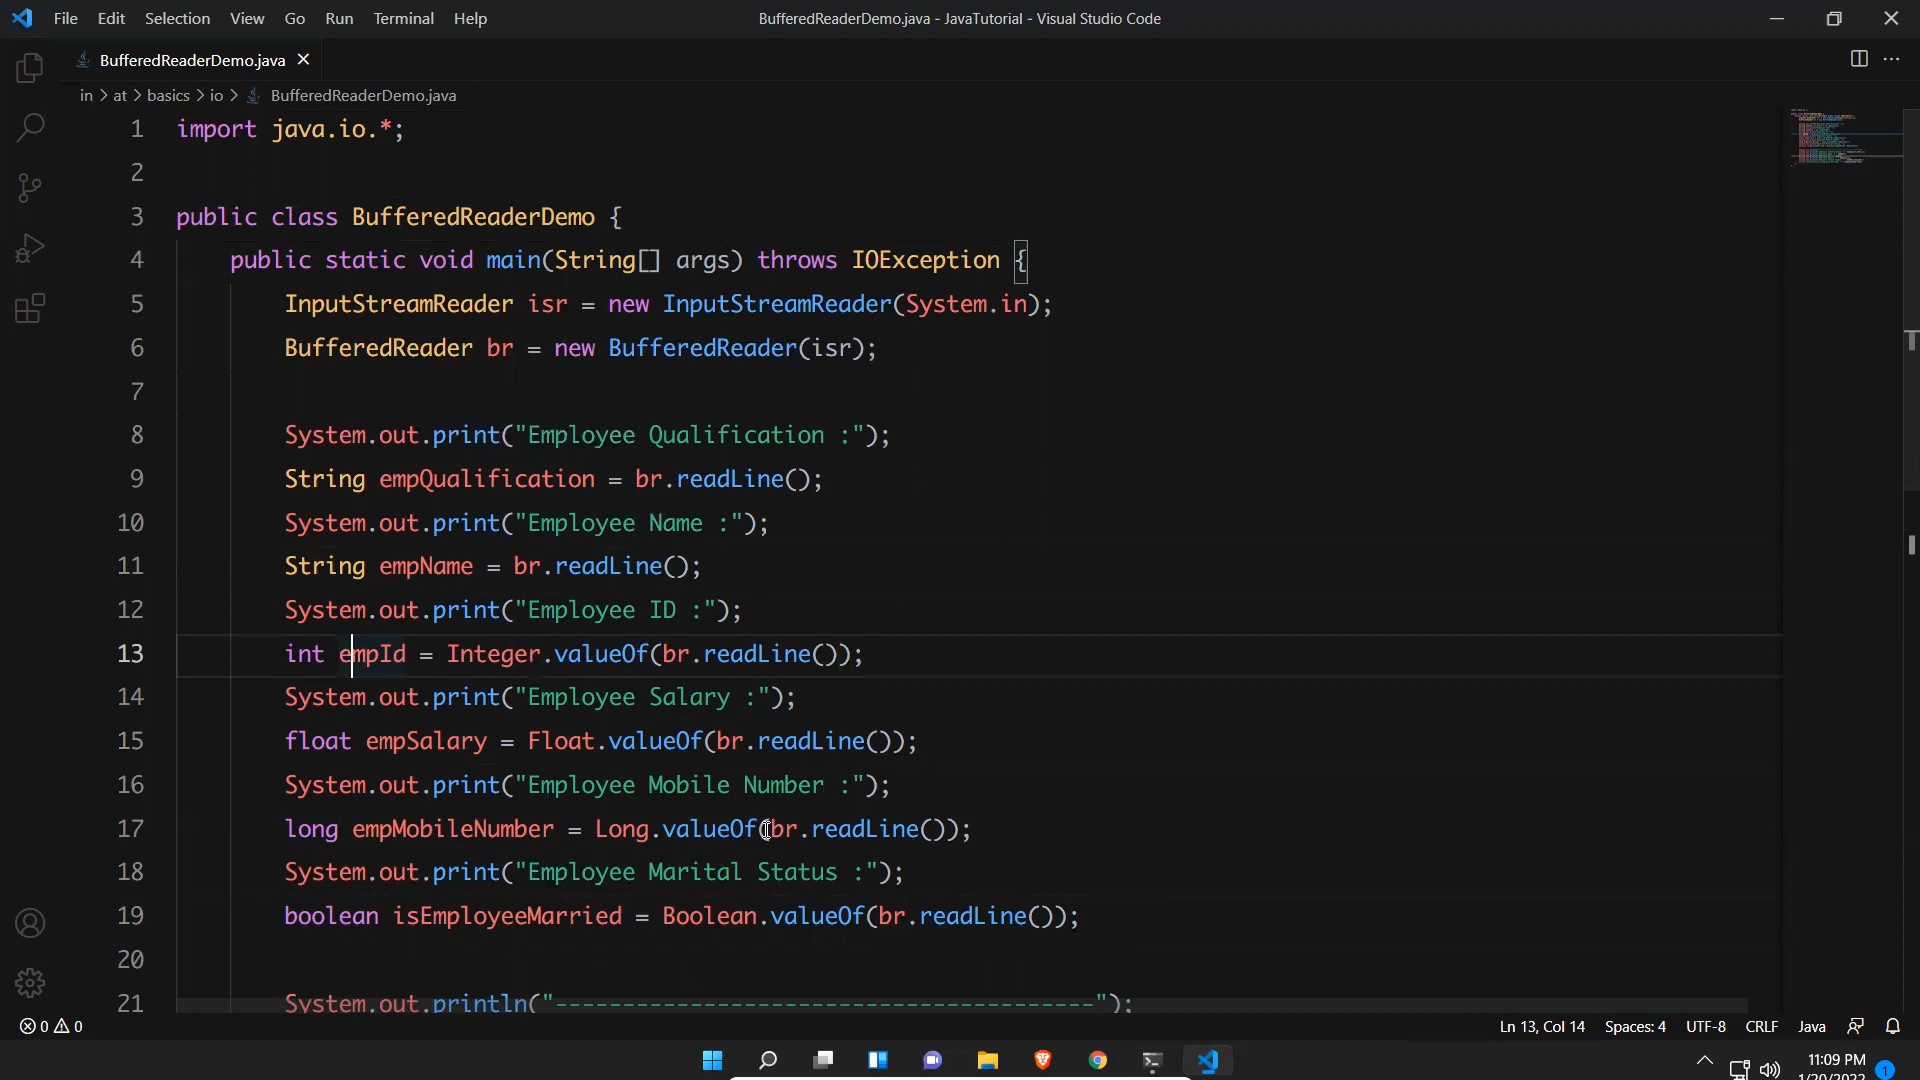 File Edit Selection View Go Run Terminal Help BufferedReaderDemo.java - JavaTutorial - Visual Studio Code
BufferedReaderDemo.java
in > at > basics > io > BufferedReaderDemo.java
1 import java.io.*;
2
3 public class BufferedReaderDemo {
4 public static void main(String[] args) throws IOException {
5 InputStreamReader isr = new InputStreamReader(System.in);
6 BufferedReader br = new BufferedReader(isr);
7
8 System.out.print("Employee Qualification :");
9 String empQualification = br.readLine();
10 System.out.print("Employee Name :");
11 String empName = br.readLine();
12 System.out.print("Employee ID :");
13 int empId = Integer.valueOf(br.readLine());
14 System.out.print("Employee Salary :");
15 float empSalary = Float.valueOf(br.readLine());
16 System.out.print("Employee Mobile Number :");
17 long empMobileNumber = Long.valueOf(br.readLine());
18 System.out.print("Employee Marital Status :");
19 boolean isEmployeeMarried = Boolean.valueOf(br.readLine());
20
21 System.out.println("----------------------------------------");
0 0 Ln 13, Col 14 Spaces: 4 UTF-8 CRLF Java
11:09 PM
1/20/2022 1